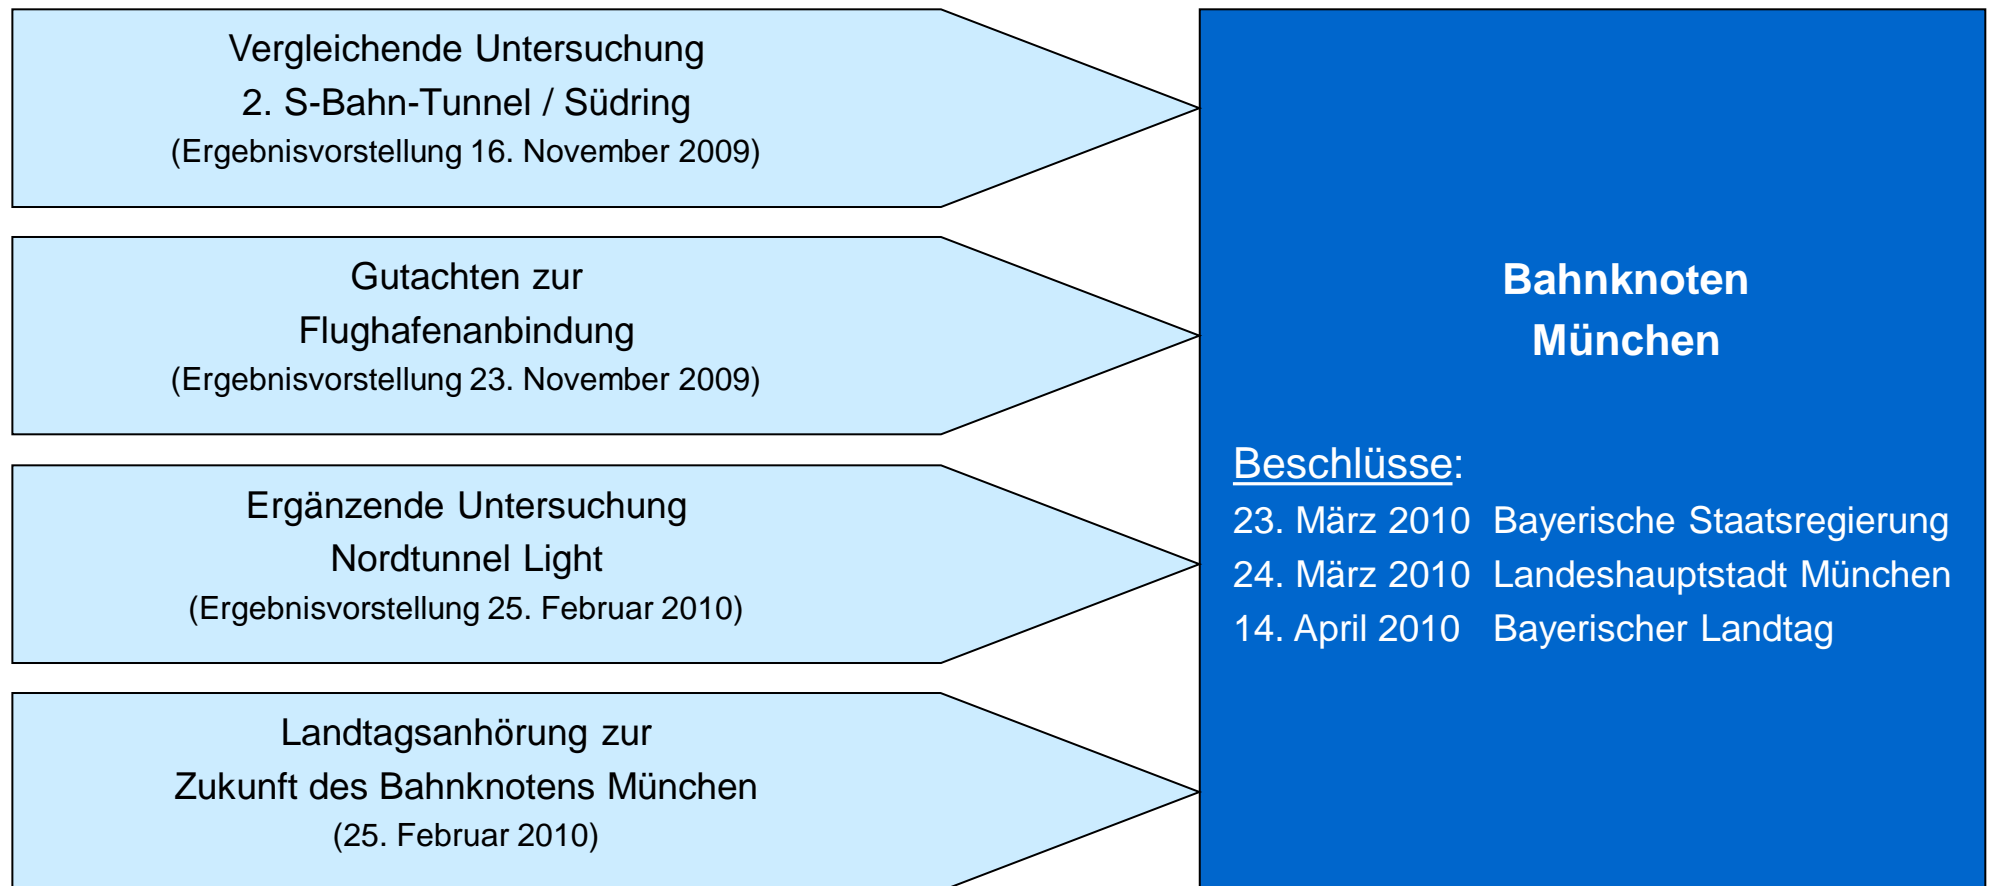 Vergleichende Untersuchung
2. S-Bahn-Tunnel / Südring
(Ergebnisvorstellung 16. November 2009)
Gutachten zur
Flughafenanbindung
(Ergebnisvorstellung 23. November 2009)
Ergänzende Untersuchung
Nordtunnel Light
(Ergebnisvorstellung 25. Februar 2010)
Landtagsanhörung zur
Zukunft des Bahnknotens München
(25. Februar 2010)
Bahnknoten
München
Beschlüsse:
23. März 2010 Bayerische Staatsregierung
24. März 2010 Landeshauptstadt München
14. April 2010 Bayerischer Landtag